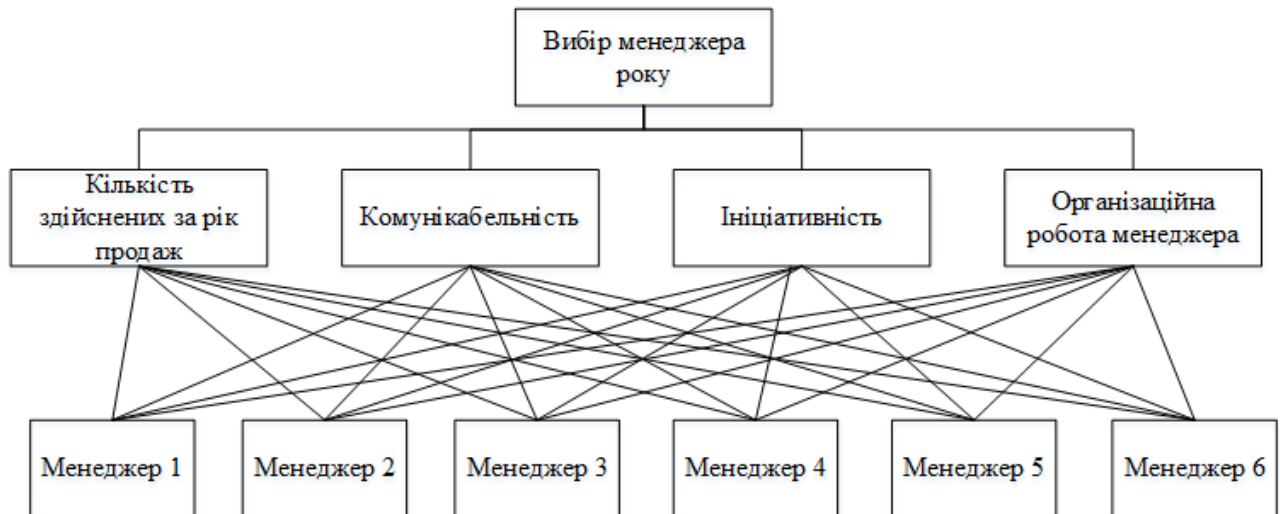 Вибір менеджера
року
Кількість
здійснених за рік
продаж
Комунікабельність
Ініціативність
Організаційна
робота менеджера
Менеджер 1
Менеджер 2
Менеджер 3
Менеджер 4
Менеджер 5
Менеджер 6